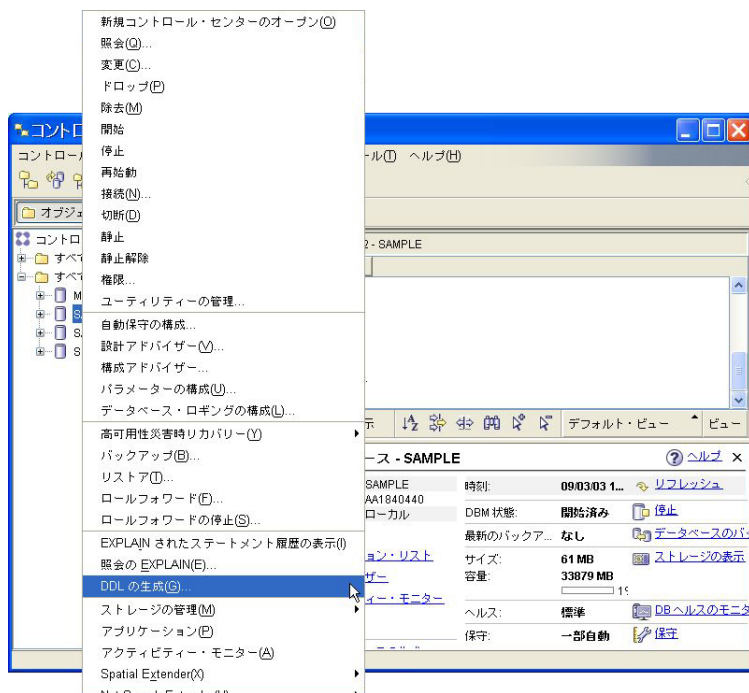 新規コントロール・センターのオープン(O)
照会(Q)...
変更(C)...
ドロップ(P)
除去(M)
開始
停止
再始動
接続(N)...
切断(D)
静止
静止解除
権限...
ユーティリティーの管理...
自動保守の構成...
設計アドバイザー(V)...
構成アドバイザー...
パラメーターの構成(U)...
データベース・ロギングの構成(L)...
高可用性災害時リカバリー(Y)
バックアップ(B)...
リストア(T)...
ロールフォワード(F)...
ロールフォワードの停止(S)...
EXPLAIN されたステートメント履歴の表示(I)
照会の EXPLAIN(E)...
DDL の生成(G)...
ストレージの管理(M)
アプリケーション(P)
アクティビティー・モニター(A)
Spatial Extender(X)
コントロ
コントロー
ール(T) ヘルプ(H)
オブジェ
コントロ
2 - SAMPLE
すべて
すべて
M
SA
SA
S
示
デフォルト・ビュー
ビュー
ース - SAMPLE
ヘルプ
SAMPLE
AA1840440
ローカル
時刻:
09/03/03 1...
リフレッシュ
DBM 状態:
開始済み
停止
最新のバックア...
なし
データベースのバッ
ョン・リスト
サイズ:
61 MB
ストレージの表示
ザー
容量:
33879 MB
ィー・モニター
ヘルス:
標準
DB ヘルスのモニタ
保守:
一部自動
保守